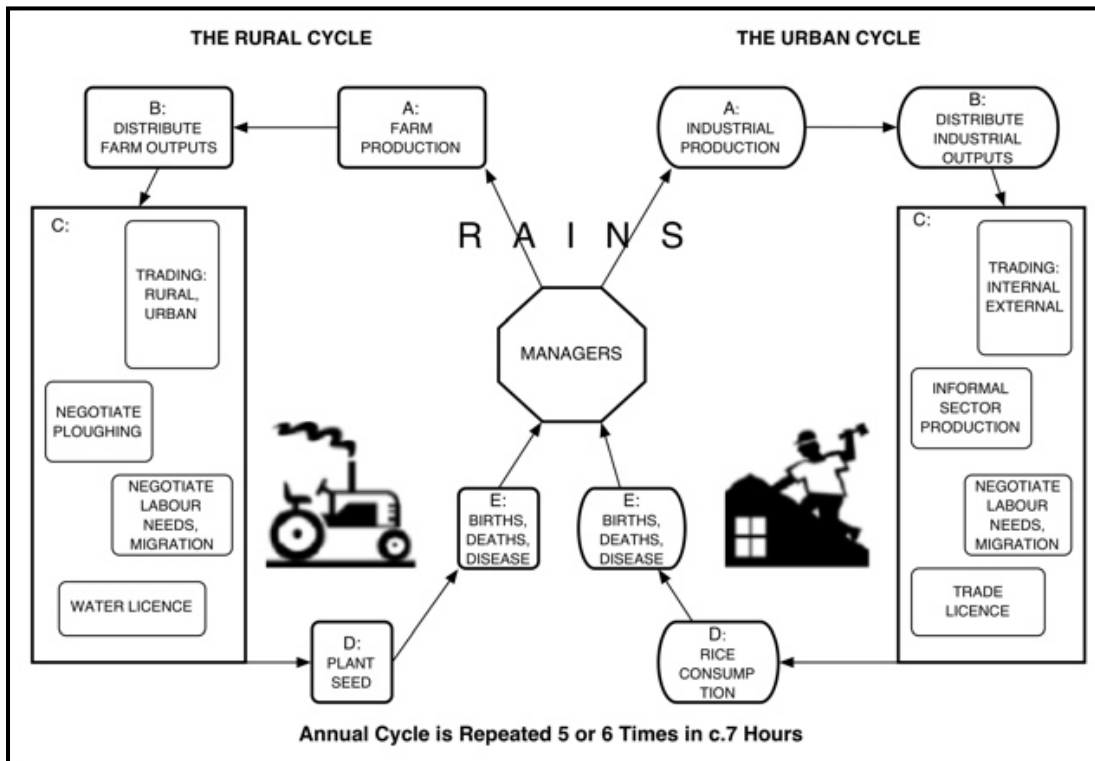 THE RURAL CYCLE
THE URBAN CYCLE
B:
DISTRIBUTE
FARM OUTPUTS
A:
FARM
PRODUCTION
A:
INDUSTRIAL
PRODUCTION
B:
DISTRIBUTE
INDUSTRIAL
OUTPUTS
R A I N S
C:
TRADING:
RURAL,
URBAN
NEGOTIATE
PLOUGHING
NEGOTIATE
LABOUR
NEEDS,
MIGRATION
WATER LICENCE
MANAGERS
C:
TRADING:
INTERNAL
EXTERNAL
INFORMAL
SECTOR
PRODUCTION
NEGOTIATE
LABOUR
NEEDS,
MIGRATION
TRADE
LICENCE
E:
BIRTHS,
DEATHS,
DISEASE
E:
BIRTHS,
DEATHS,
DISEASE
D:
PLANT
SEED
D:
RICE
CONSUMP
TION
Annual Cycle is Repeated 5 or 6 Times in c.7 Hours